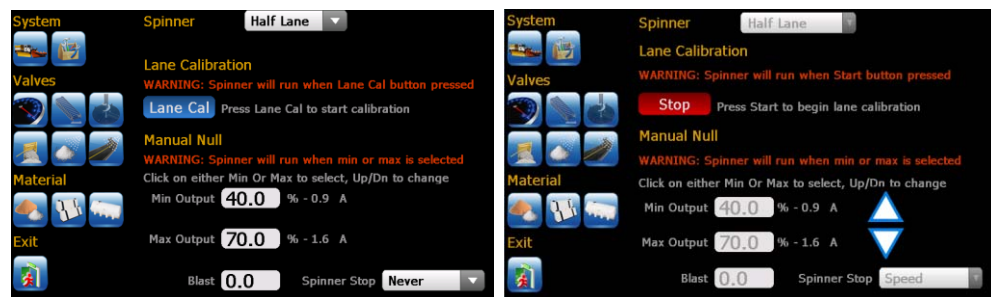 System
Spinner Half Lane
Lane Calibration
Valves
WARNING: Spinner will run when Lane Cal button pressed
Lane Cal Press Lane Cal to start calibration
Manual Null
WARNING: Spinner will run when min or max is selected
Material
Click on either Min Or Max to select, Up/Dn to change
Min Output 40.0 % - 0.9 A
Exit
Max Output 70.0 % - 1.6 A
Blast 0.0 Spinner Stop Never
System
Spinner Half Lane
Lane Calibration
Valves
WARNING: Spinner will run when Start button pressed
Stop Press Start to begin lane calibration
Manual Null
WARNING: Spinner will run when min or max is selected
Material
Click on either Min Or Max to select, Up/Dn to change
Min Output 40.0 % - 0.9 A
Exit
Max Output 70.0 % - 1.6 A
Blast 0.0 Spinner Stop Speed